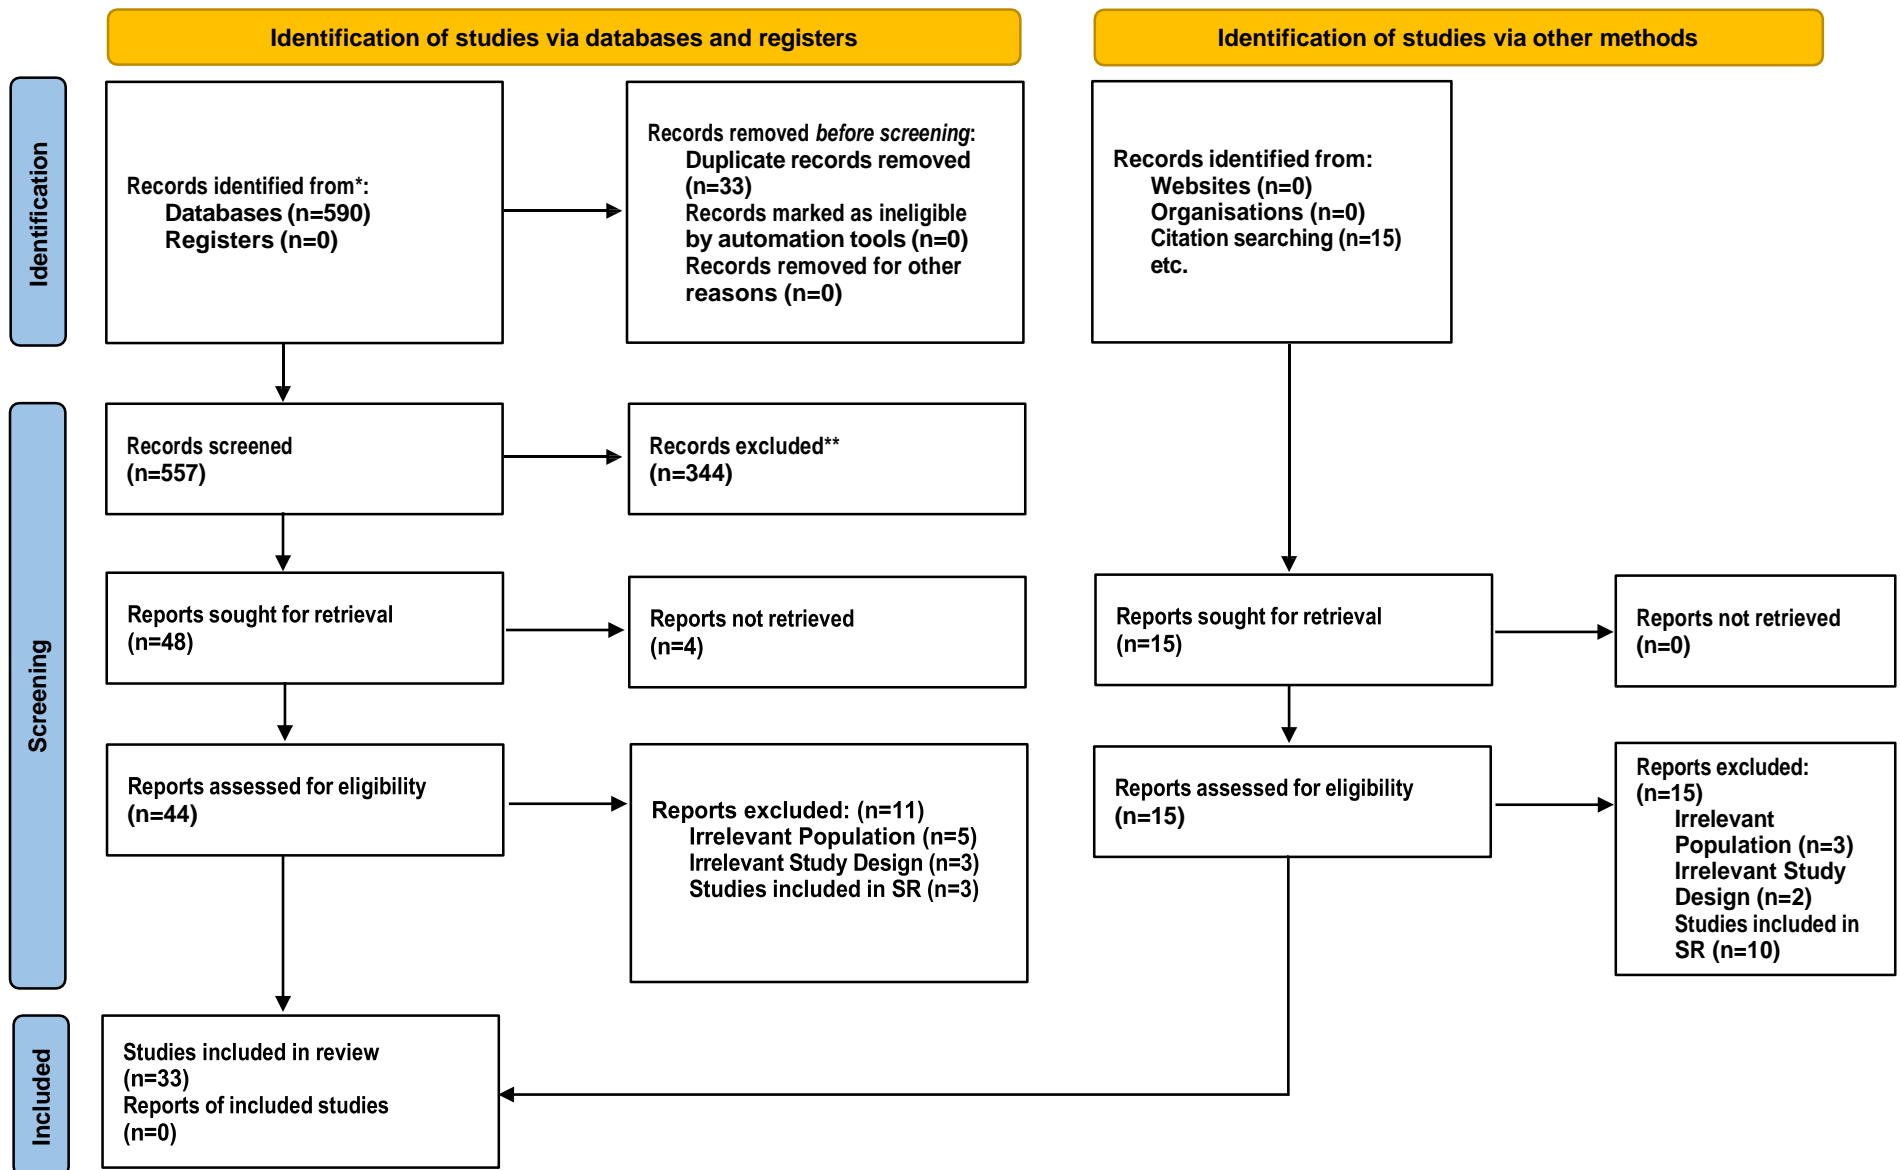 Identification of studies via databases and registers
Identification of studies via other methods
Identification
Records identified from*:
Databases (n=590)
Registers (n=0)
Records removed before screening:
Duplicate records removed
(n=33)
Records marked as ineligible
by automation tools (n=0)
Records removed for other
reasons (n=0)
Records identified from:
Websites (n=0)
Organisations (n=0)
Citation searching (n=15)
etc.
Screening
Records screened
(n=557)
Records excluded**
(n=344)
Reports sought for retrieval
(n=48)
Reports not retrieved
(n=4)
Reports sought for retrieval
(n=15)
Reports not retrieved
(n=0)
Reports assessed for eligibility
(n=44)
Reports excluded: (n=11)
Irrelevant Population (n=5)
Irrelevant Study Design (n=3)
Studies included in SR (n=3)
Reports assessed for eligibility
(n=15)
Reports excluded:
(n=15)
Irrelevant
Population (n=3)
Irrelevant Study
Design (n=2)
Studies included in
SR (n=10)
Included
Studies included in review
(n=33)
Reports of included studies
(n=0)